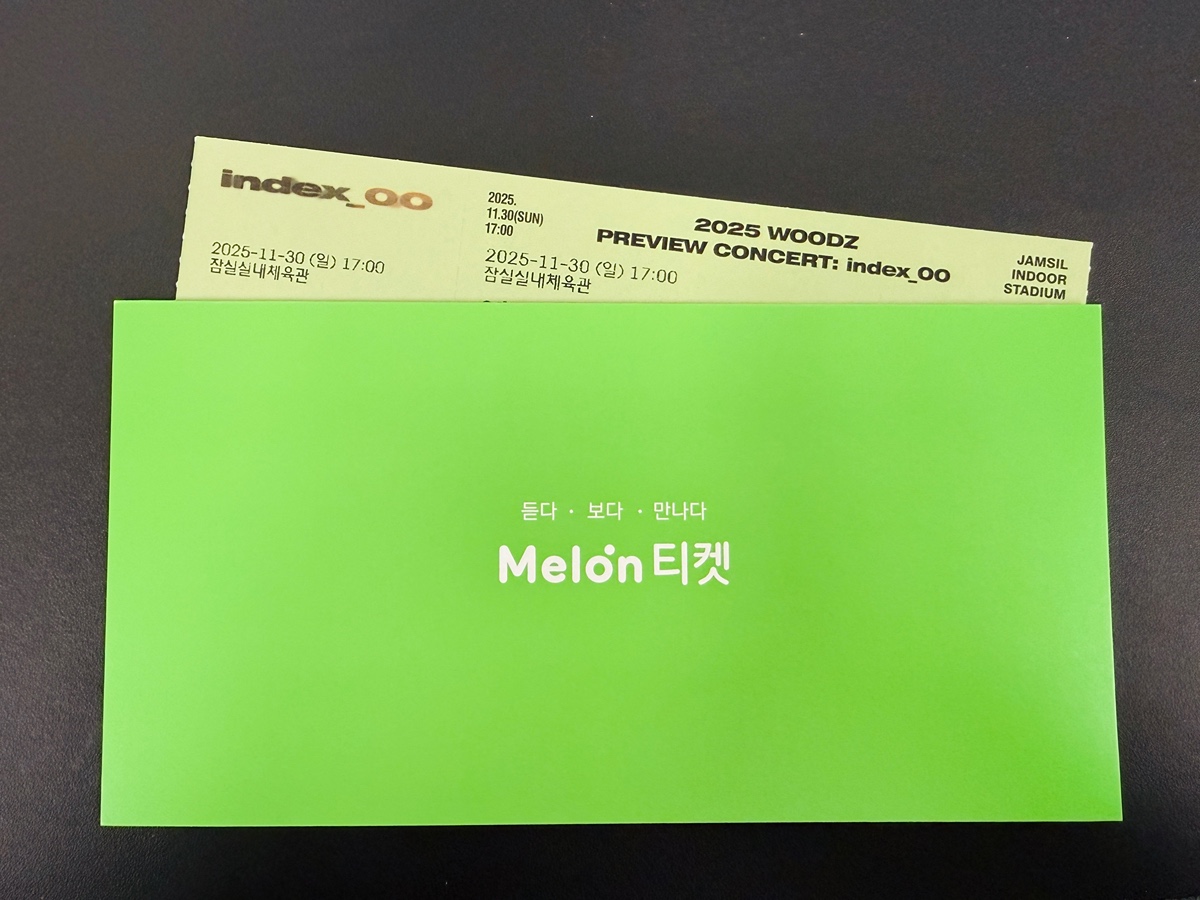 index_00
2025-11-30 (일) 17:00
잠실실내체육관
2025.
11.30(SUN)
17:00
2025-11-30 (일) 17:00
잠실실내체육관
2025 WOODZ
PREVIEW CONCERT: index_00
JAMSIL
INDOOR
STADIUM
듣다 · 보다 · 만나다
Melon 티켓